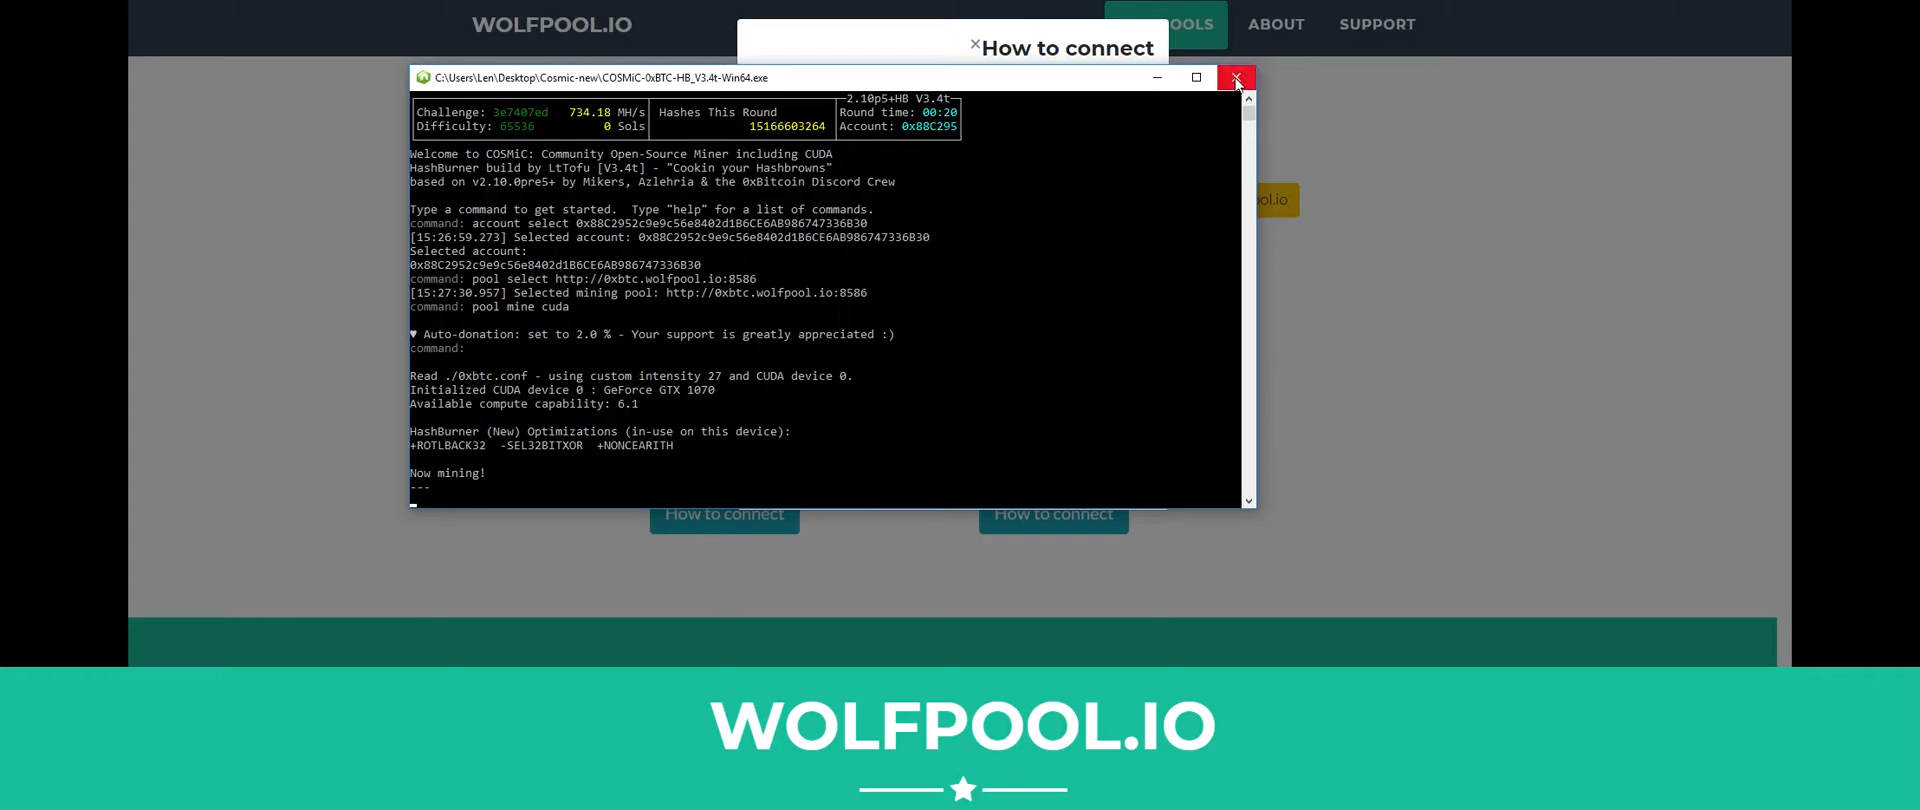 WOLFPOOL.IO
OOLS ABOUT SUPPORT
×How to connect
C:\Users\Len\Desktop\Cosmic-new\COSMiC-0xBTC-HB_V3.4t-Win64.exe
2.10p5+HB V3.4t
Challenge: 3e7407ed 734.18 MH/s Hashes This Round Round time: 00:20
Difficulty: 65536 0 Sols 15166603264 Account: 0x88C295
Welcome to COSMiC: Community Open-Source Miner including CUDA
HashBurner build by LtTofu [V3.4t] - "Cookin your Hashbrowns"
based on v2.10.0pre5+ by Mikers, Azlehria & the 0xBitcoin Discord Crew
Type a command to get started.  Type "help" for a list of commands.
command: account select 0x88C2952c9e9c56e8402d1B6CE6AB986747336B30
[15:26:59.273] Selected account: 0x88C2952c9e9c56e8402d1B6CE6AB986747336B30
Selected account:
0x88C2952c9e9c56e8402d1B6CE6AB986747336B30
command: pool select http://0xbtc.wolfpool.io:8586
[15:27:30.957] Selected mining pool: http://0xbtc.wolfpool.io:8586
command: pool mine cuda
♥ Auto-donation: set to 2.0 % - Your support is greatly appreciated :)
command:
Read ./0xbtc.conf - using custom intensity 27 and CUDA device 0.
Initialized CUDA device 0 : GeForce GTX 1070
Available compute capability: 6.1
HashBurner (New) Optimizations (in-use on this device):
+ROTLBACK32  -SEL32BITXOR  +NONCEARITH
Now mining!
---
ol.io
How to connect How to connect
WOLFPOOL.IO